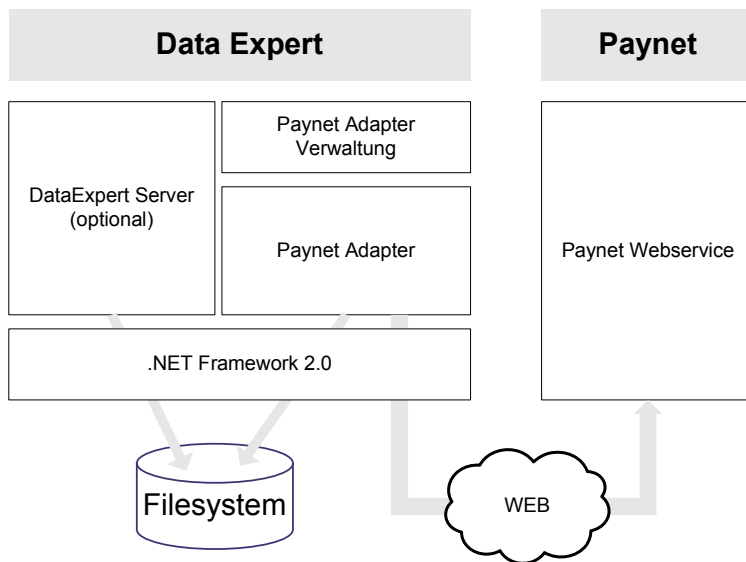 Data Expert
Paynet
DataExpert Server
(optional)
Paynet Adapter
Verwaltung
Paynet Adapter
Paynet Webservice
.NET Framework 2.0
Filesystem
WEB